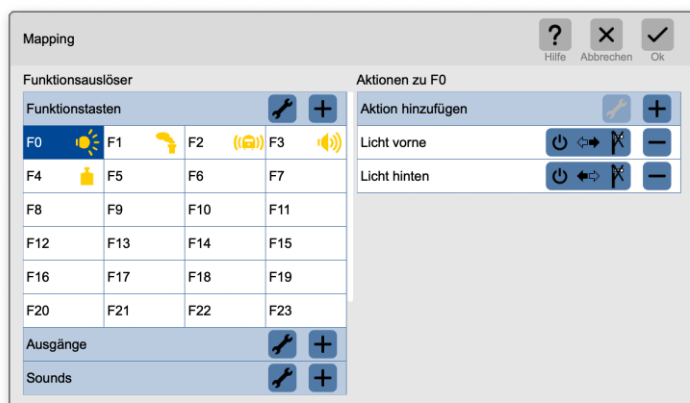 Mapping
?
Hilfe Abbrechen Ok
Funktionsauslöser
Funktionstasten
F0 F1 F2 F3
F4 F5 F6 F7
F8 F9 F10 F11
F12 F13 F14 F15
F16 F17 F18 F19
F20 F21 F22 F23
Ausgänge
Sounds
Aktionen zu F0
Aktion hinzufügen
Licht vorne
Licht hinten